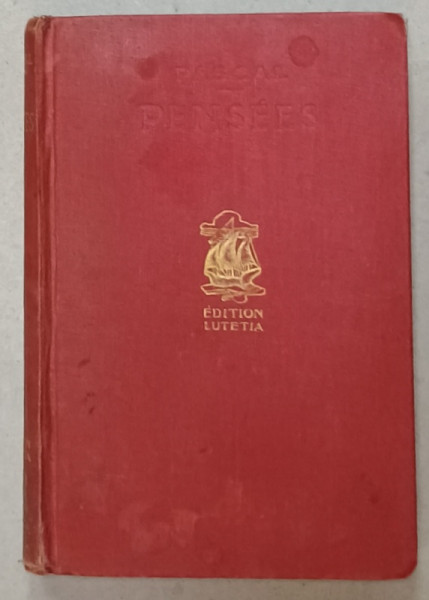 PASCAL
PENSÉES
ÉDITION
LUTETIA